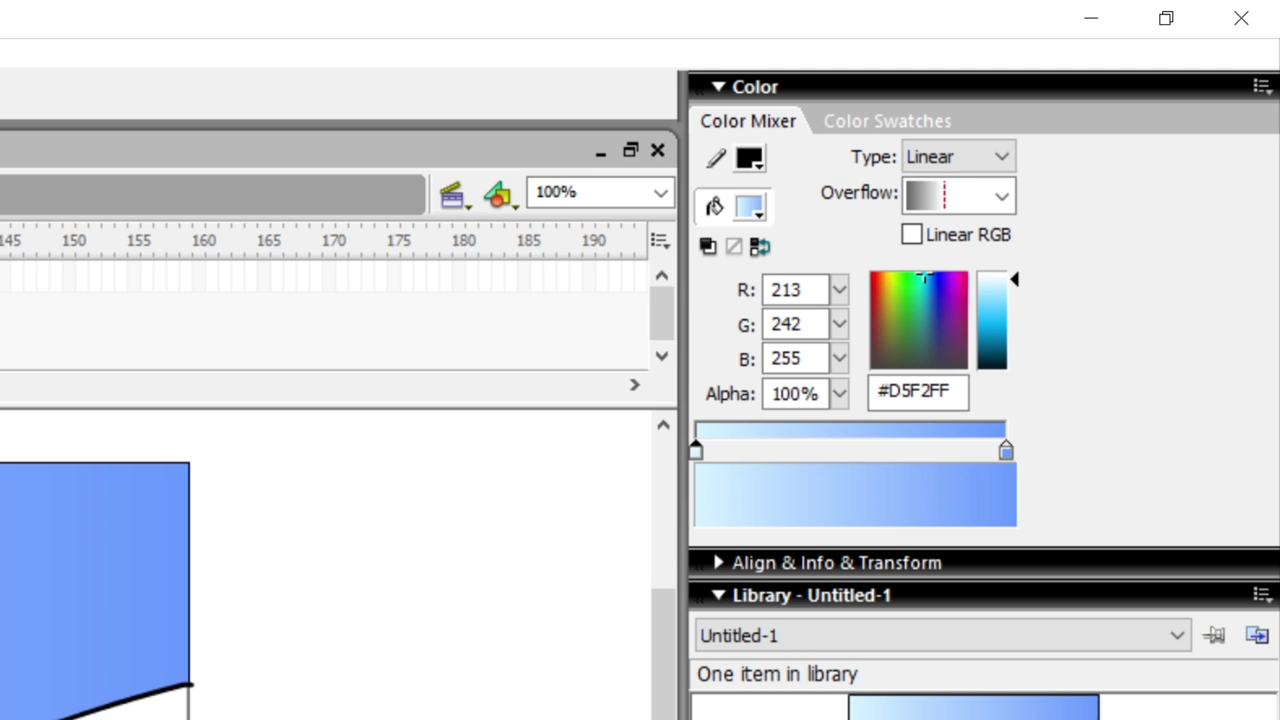 Color
Color Mixer Color Swatches
Type: Linear
100% Overflow:
Linear RGB
145 150 155 160 165 170 175 180 185 190
R: 213
G: 242
B: 255
Alpha: 100% #D5F2FF
Align & Info & Transform
Library - Untitled-1
Untitled-1
One item in library